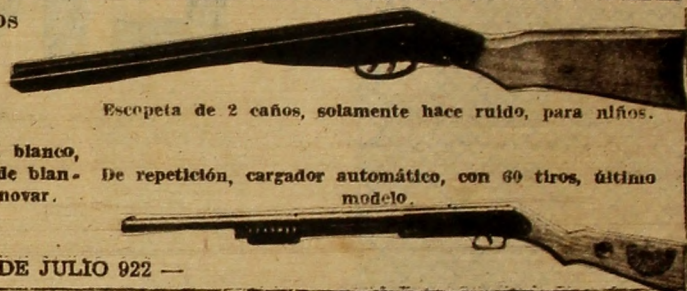 os
Escopeta de 2 caños, solamente hace ruido, para niños.
blanco,
de blan-
novar.
De repetición, cargador automático, con 60 tiros, último
modelo.
DE JULIO 922 —